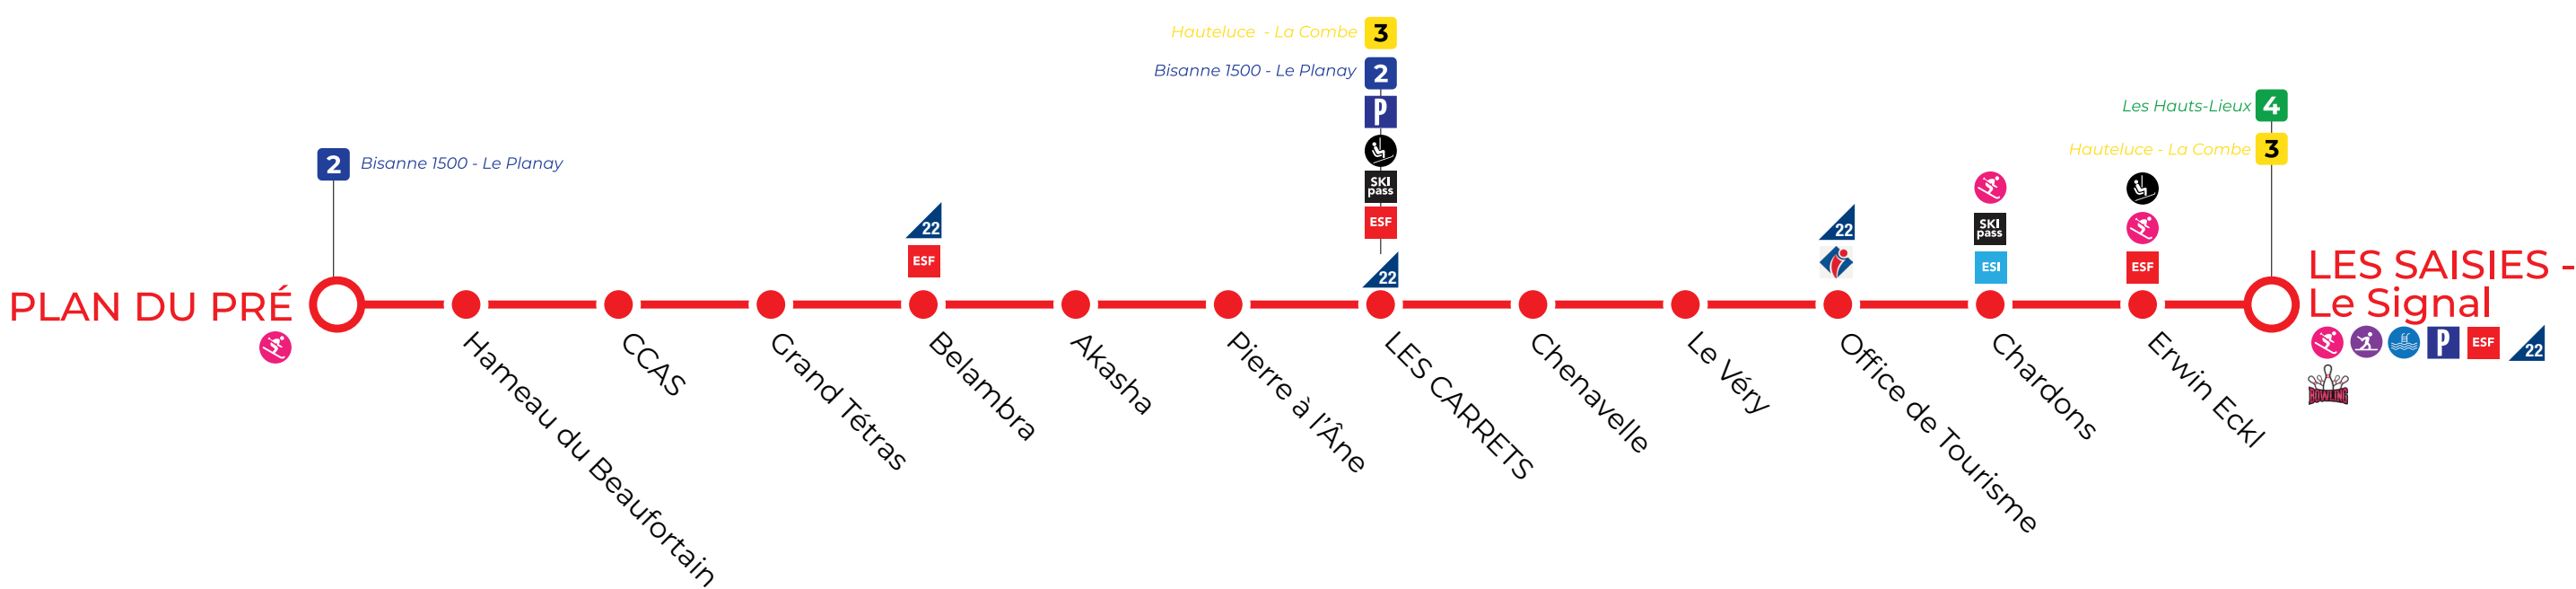 Hauteluce - La Combe 3
Bisanne 1500 - Le Planay 2
P
SKI
pass
ESF
22
2 Bisanne 1500 - Le Planay
22
ESF
22
SKI
pass
ESI
ESF
Les Hauts-Lieux 4
Hauteluce - La Combe 3
PLAN DU PRÉ
Hameau du Beaufortain
CCAS
Grand Tétras
Belambra
Akasha
Pierre à l'Âne
LES CARRETS
Chenavelle
Le Véry
Office de Tourisme
Chardons
Erwin Eckl
LES SAISIES -
Le Signal
P ESF 22
BOWLING